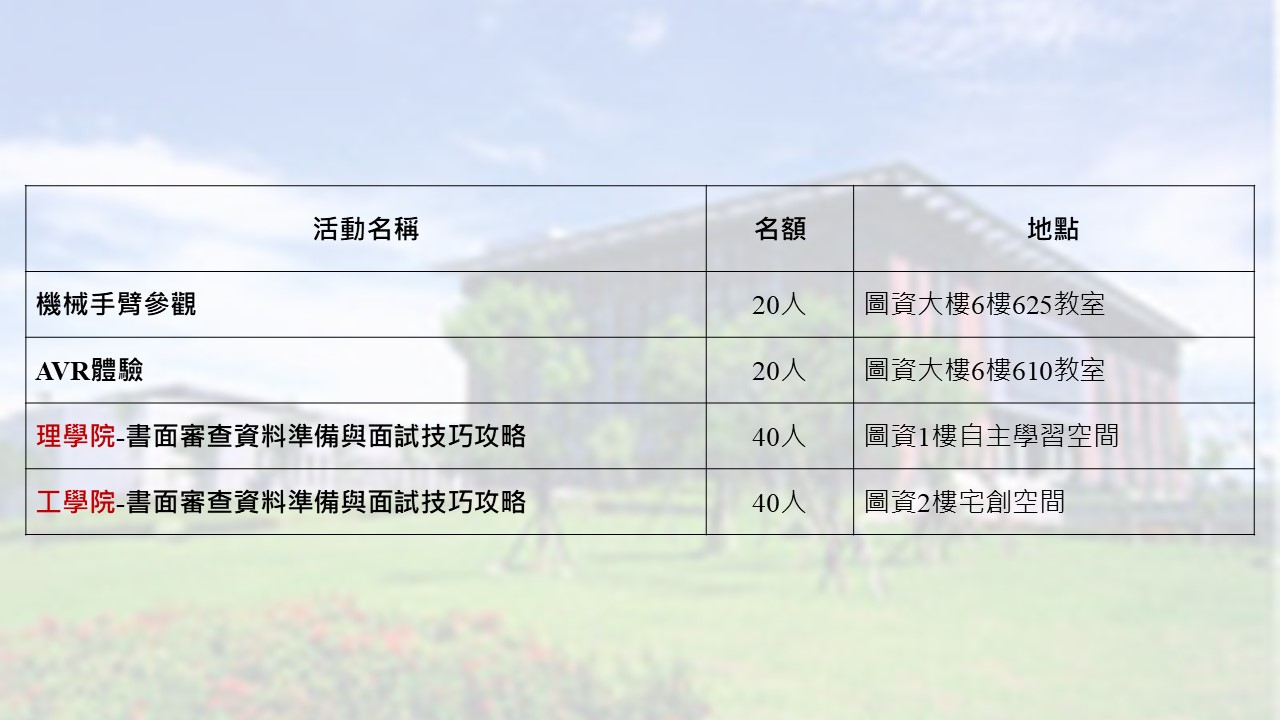 活動名稱 名額 地點
機械手臂參觀 20人 圖資大樓6樓625教室
AVR體驗 20人 圖資大樓6樓610教室
理學院-書面審查資料準備與面試技巧攻略 40人 圖資1樓自主學習空間
工學院-書面審查資料準備與面試技巧攻略 40人 圖資2樓宅創空間